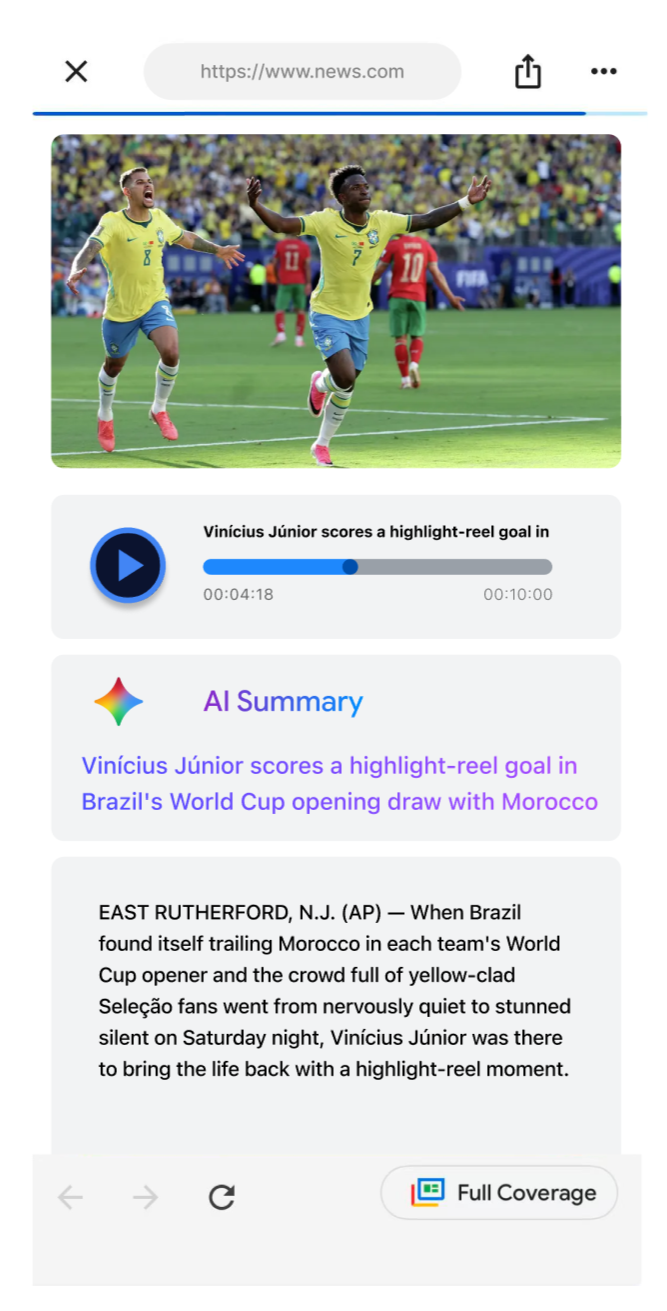 https://www.news.com
8
7
11
10
FIFA
Vinícius Júnior scores a highlight-reel goal in
00:04:18
00:10:00
AI Summary
Vinícius Júnior scores a highlight-reel goal in
Brazil's World Cup opening draw with Morocco
EAST RUTHERFORD, N.J. (AP) — When Brazil
found itself trailing Morocco in each team's World
Cup opener and the crowd full of yellow-clad
Seleção fans went from nervously quiet to stunned
silent on Saturday night, Vinícius Júnior was there
to bring the life back with a highlight-reel moment.
Full Coverage